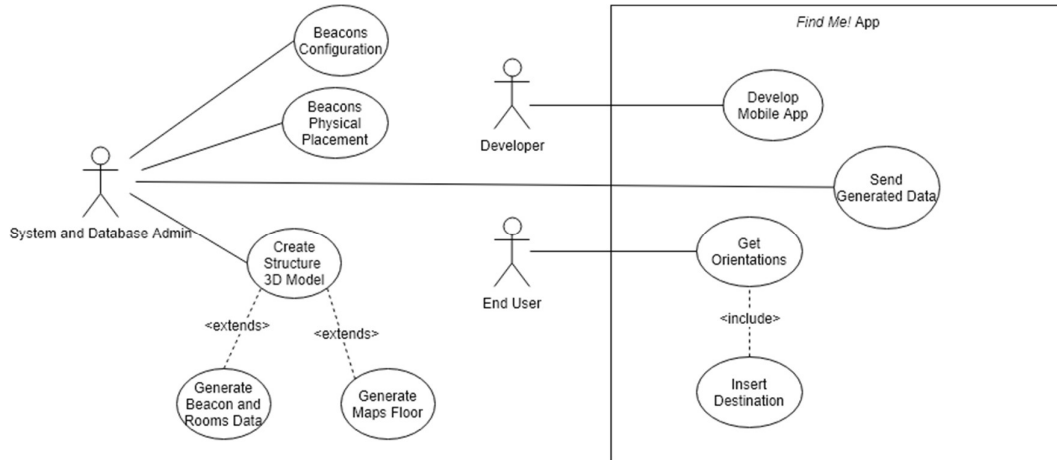 Find Me! App
Beacons
Configuration
Beacons
Physical
Placement
Developer
Develop
Mobile App
System and Database Admin
Send
Generated Data
Create
Structure
3D Model
End User
Get
Orientations
<extends>
<extends>
<include>
Generate
Beacon and
Rooms Data
Generate
Maps Floor
Insert
Destination